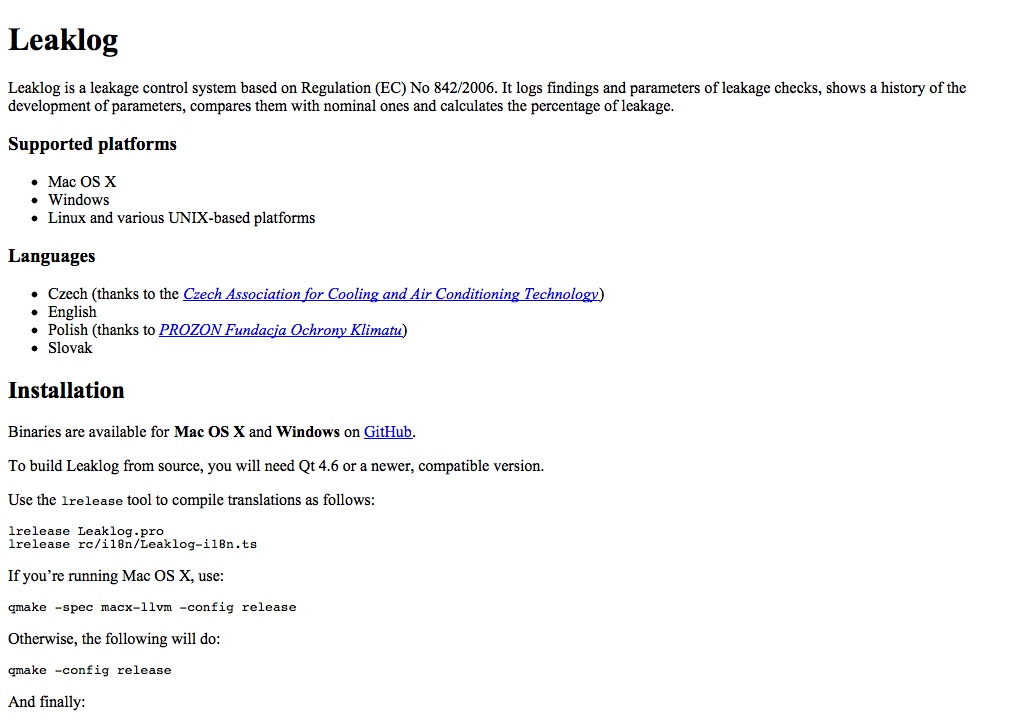 Leaklog
Leaklog is a leakage control system based on Regulation (EC) No 842/2006. It logs findings and parameters of leakage checks, shows a history of the
development of parameters, compares them with nominal ones and calculates the percentage of leakage.
Supported platforms
• Mac OS X
• Windows
• Linux and various UNIX-based platforms
Languages
• Czech (thanks to the Czech Association for Cooling and Air Conditioning Technology)
• English
• Polish (thanks to PROZON Fundacja Ochrony Klimatu)
• Slovak
Installation
Binaries are available for Mac OS X and Windows on GitHub.
To build Leaklog from source, you will need Qt 4.6 or a newer, compatible version.
Use the lrelease tool to compile translations as follows:
lrelease Leaklog.pro
lrelease rc/i18n/Leaklog-i18n.ts
If you’re running Mac OS X, use:
qmake -spec macx-llvm -config release
Otherwise, the following will do:
qmake -config release
And finally: